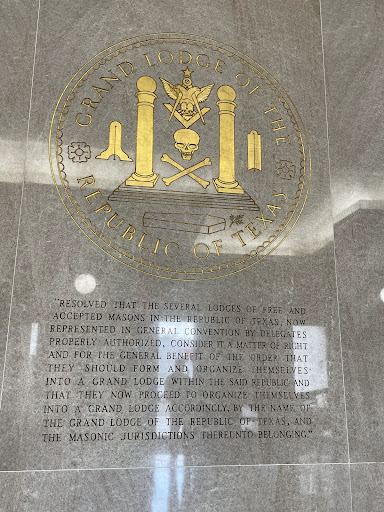 GRAND LODGE OF THE
REPUBLIC OF TEXAS
"RESOLVED THAT THE SEVERAL LODGES OF FREE AND
ACCEPTED MASONS IN THE REPUBLIC OF TEXAS, NOW
REPRESENTED IN GENERAL CONVENTION BY DELEGATES
PROPERLY AUTHORIZED, CONSIDER IT A MATTER OF RIGHT
AND FOR THE GENERAL BENEFIT OF THE ORDER THAT
THEY SHOULD FORM AND ORGANIZE THEMSELVES
INTO A GRAND LODGE WITHIN THE SAID REPUBLIC AND
THAT THEY NOW PROCEED TO ORGANIZE THEMSELVES
INTO A GRAND LODGE ACCORDINGLY, BY THE NAME OF
THE GRAND LODGE OF THE REPUBLIC OF TEXAS, AND
THE MASONIC JURISDICTIONS THEREUNTO BELONGING."